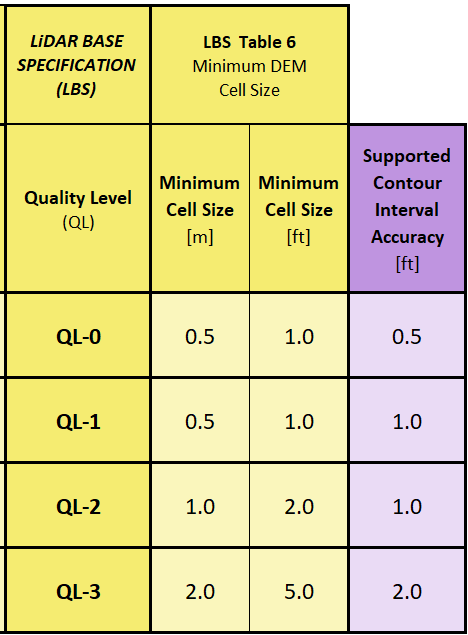 LiDAR BASE
SPECIFICATION
(LBS)
LBS Table 6
Minimum DEM
Cell Size
Quality Level
(QL)
Minimum
Cell Size
[m]
Minimum
Cell Size
[ft]
Supported
Contour
Interval
Accuracy
[ft]
QL-0 0.5 1.0 0.5
QL-1 0.5 1.0 1.0
QL-2 1.0 2.0 1.0
QL-3 2.0 5.0 2.0